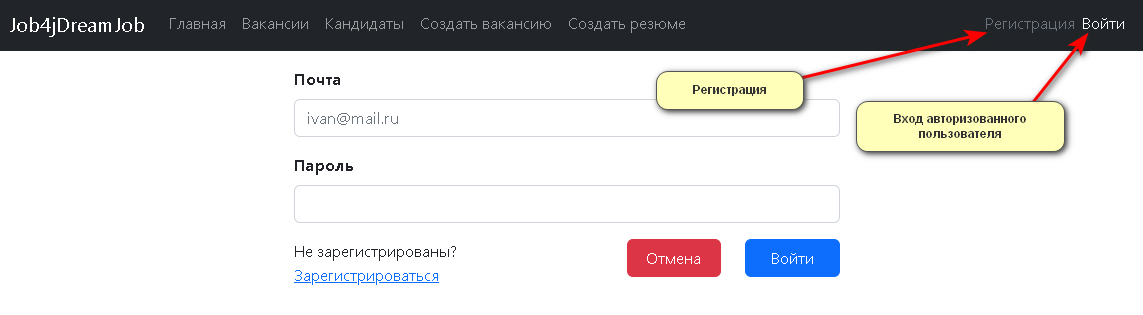 Job4jDreamJob Главная Вакансии Кандидаты Создать вакансию Создать резюме Регистрация Войти
Почта
Регистрация
ivan@mail.ru
Вход авторизованного
пользователя
Пароль
Не зарегистрированы?
Зарегистрироваться
Отмена Войти